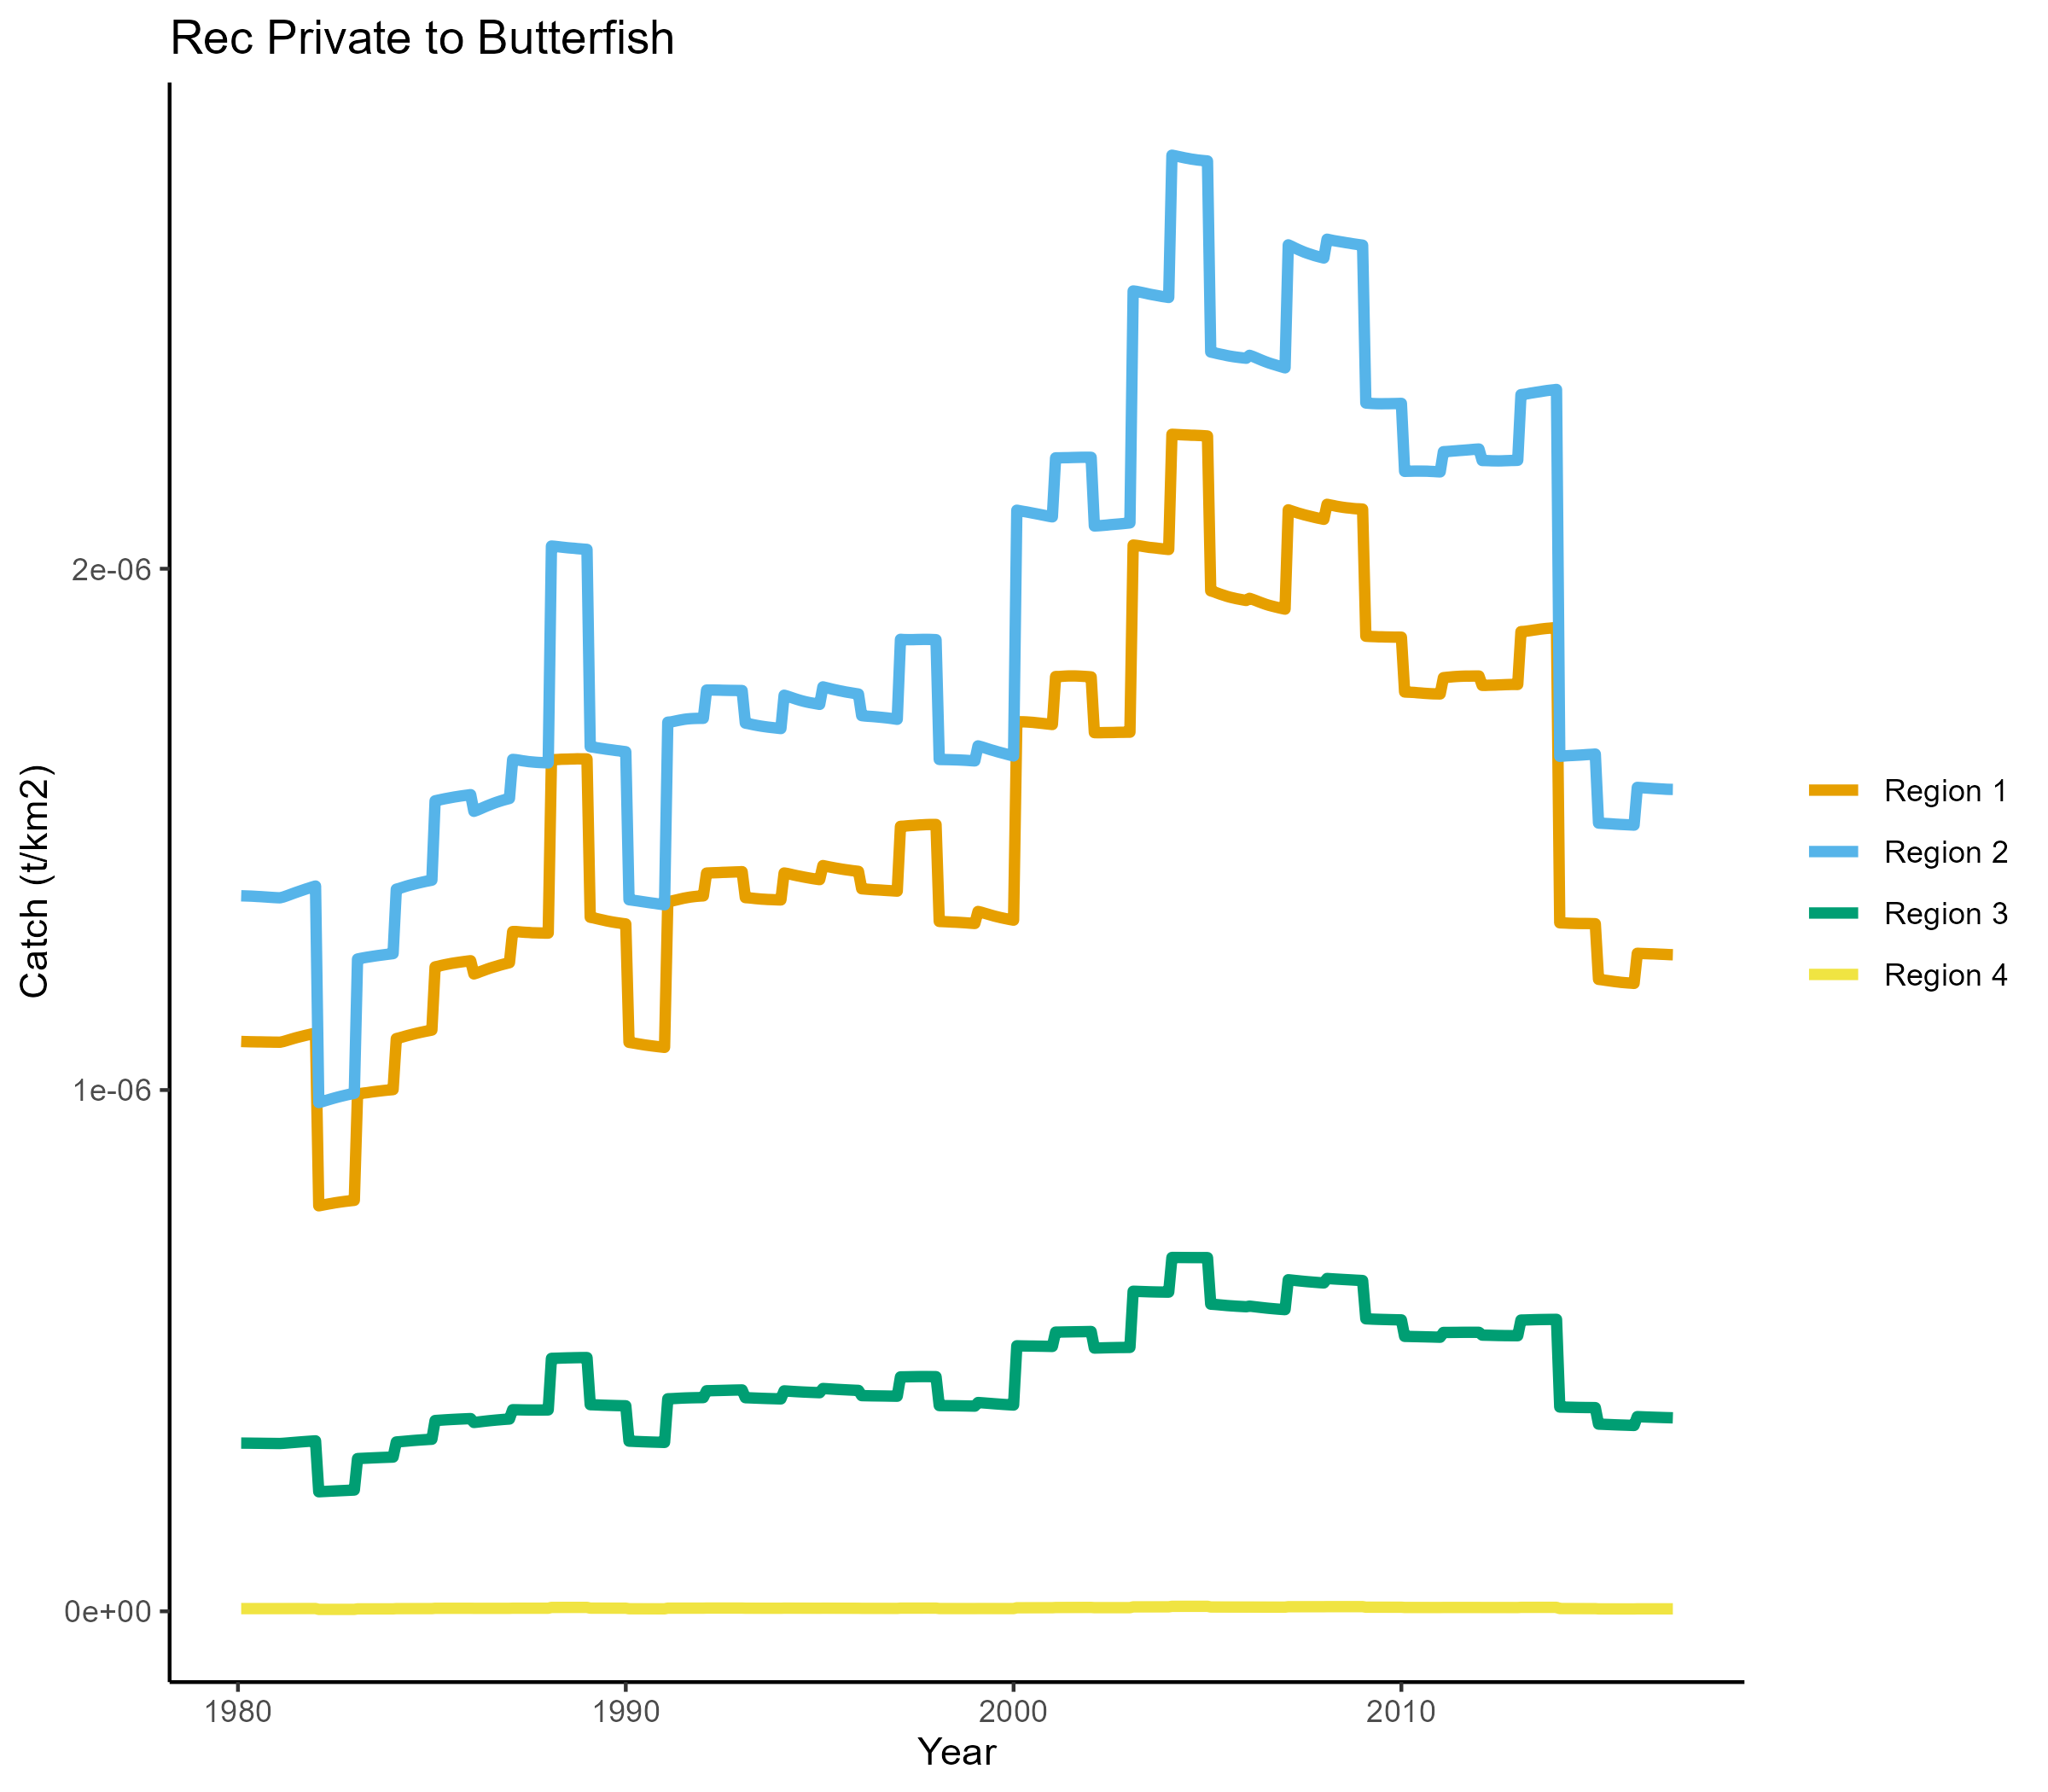 Rec Private to Butterfish
Catch (t/km2)
2e-06
1e-06
0e+00
1980
1990
2000
2010
Year
Region 1
Region 2
Region 3
Region 4